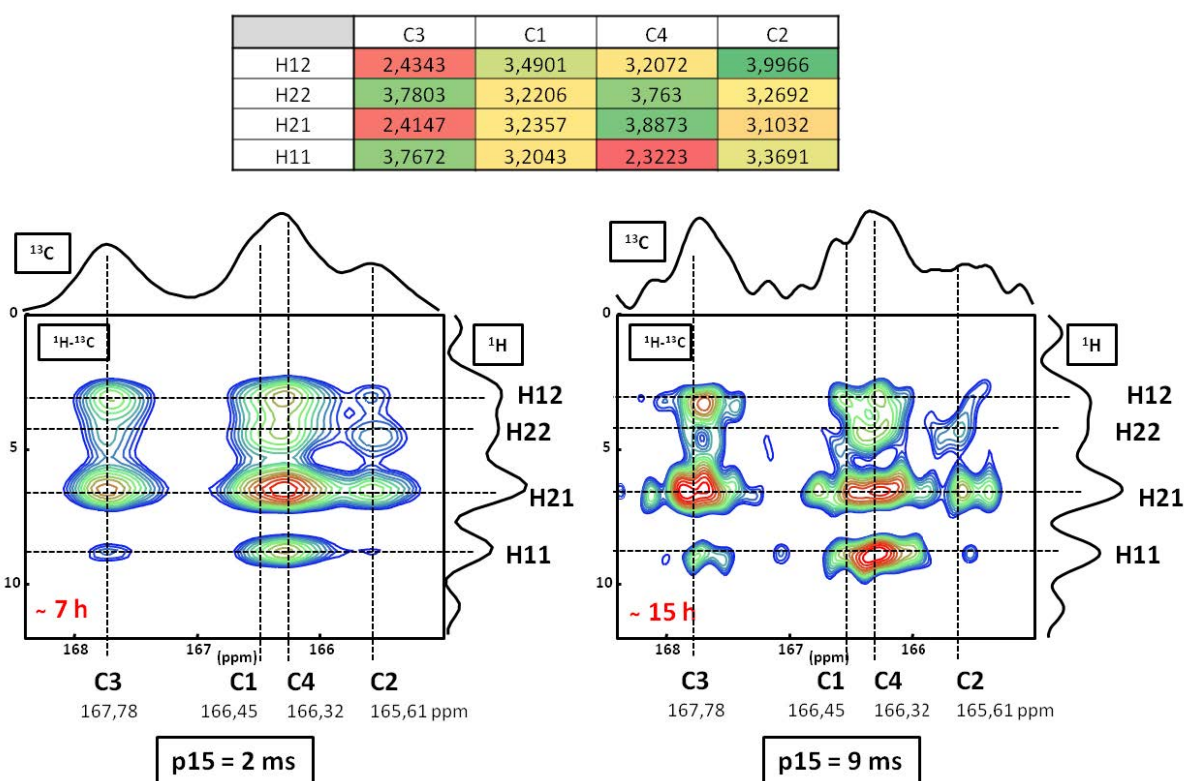 C3 C1 C4 C2
H12 2,4343 3,4901 3,2072 3,9966
H22 3,7803 3,2206 3,763 3,2692
H21 2,4147 3,2357 3,8873 3,1032
H11 3,7672 3,2043 2,3223 3,3691
¹³C
0
¹H-¹³C
¹H
H12
H22
5
H21
H11
10
~ 7 h
168 167 166
(ppm)
C3 C1 C4 C2
167,78 166,45 166,32 165,61 ppm
p15 = 2 ms
¹³C
0
¹H-¹³C
¹H
H12
H22
5
H21
H11
10
~ 15 h
168 167 166
(ppm)
C3 C1 C4 C2
167,78 166,45 166,32 165,61 ppm
p15 = 9 ms